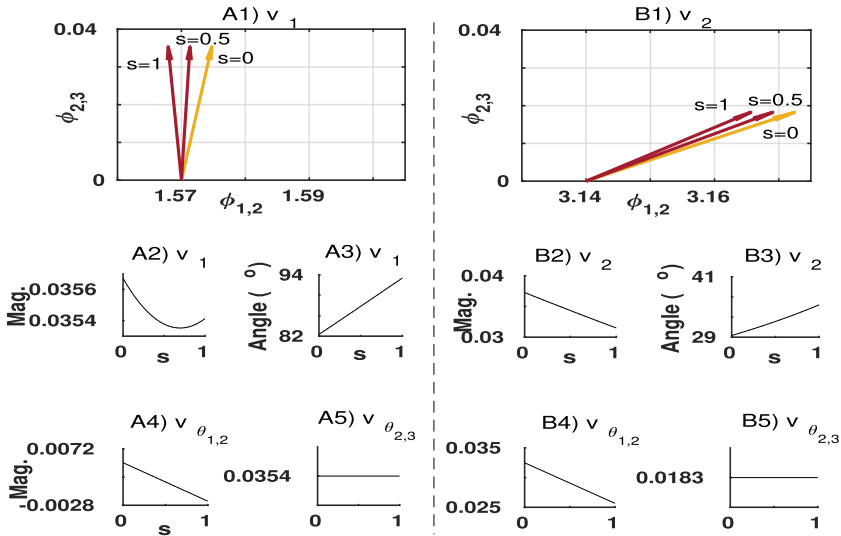 A1) v 1
0.04
s=0.5
s=1
s=0
ϕ2,3
0
1.57
1.59
ϕ1,2
B1) v 2
0.04
s=1
s=0.5
s=0
ϕ2,3
0
3.14
3.16
ϕ1,2
A2) v 1
Mag.
0.0356
0.0354
0
1
s
A3) v 1
Angle ( o)
94
82
0
1
s
B2) v 2
Mag.
0.04
0.03
0
1
s
B3) v 2
Angle ( o)
41
29
0
1
s
A4) v θ1,2
Mag.
0.0072
-0.0028
0
1
s
A5) v θ2,3
0.0354
0
1
B4) v θ1,2
0.035
0.025
0
1
B5) v θ2,3
0.0183
0
1